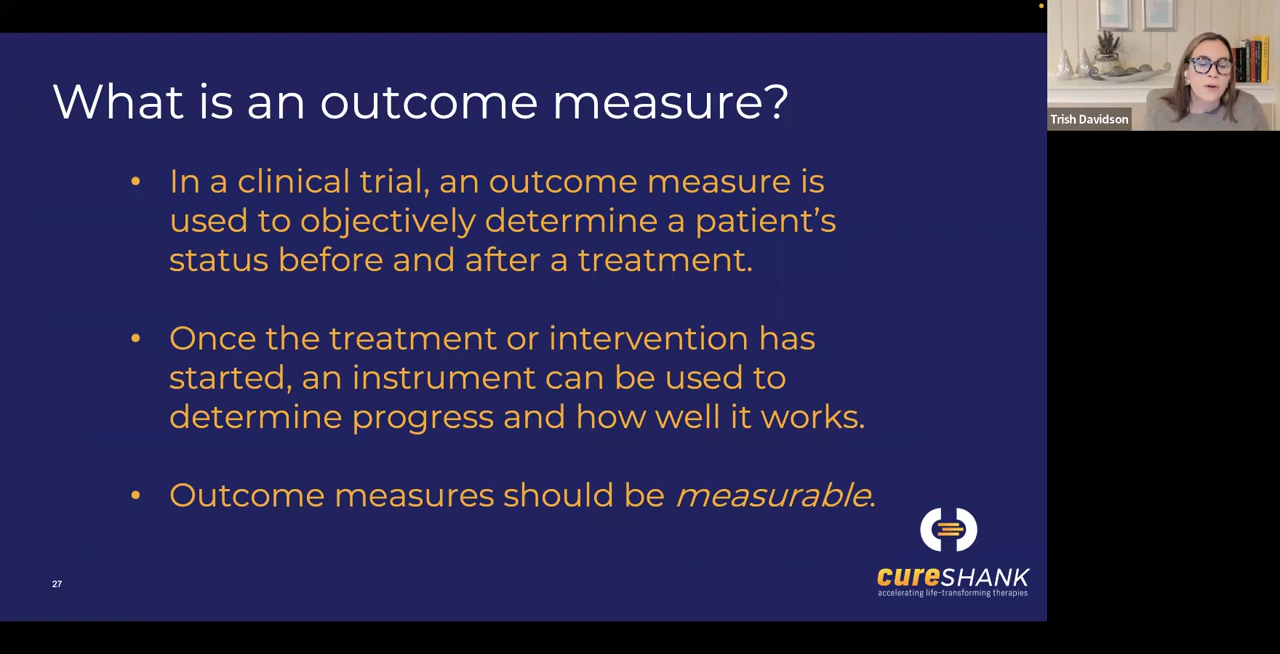 What is an outcome measure?
• In a clinical trial, an outcome measure is
used to objectively determine a patient’s
status before and after a treatment.
• Once the treatment or intervention has
started, an instrument can be used to
determine progress and how well it works.
• Outcome measures should be measurable.
27
cureSHANK
accelerating life-transforming therapies
Trish Davidson